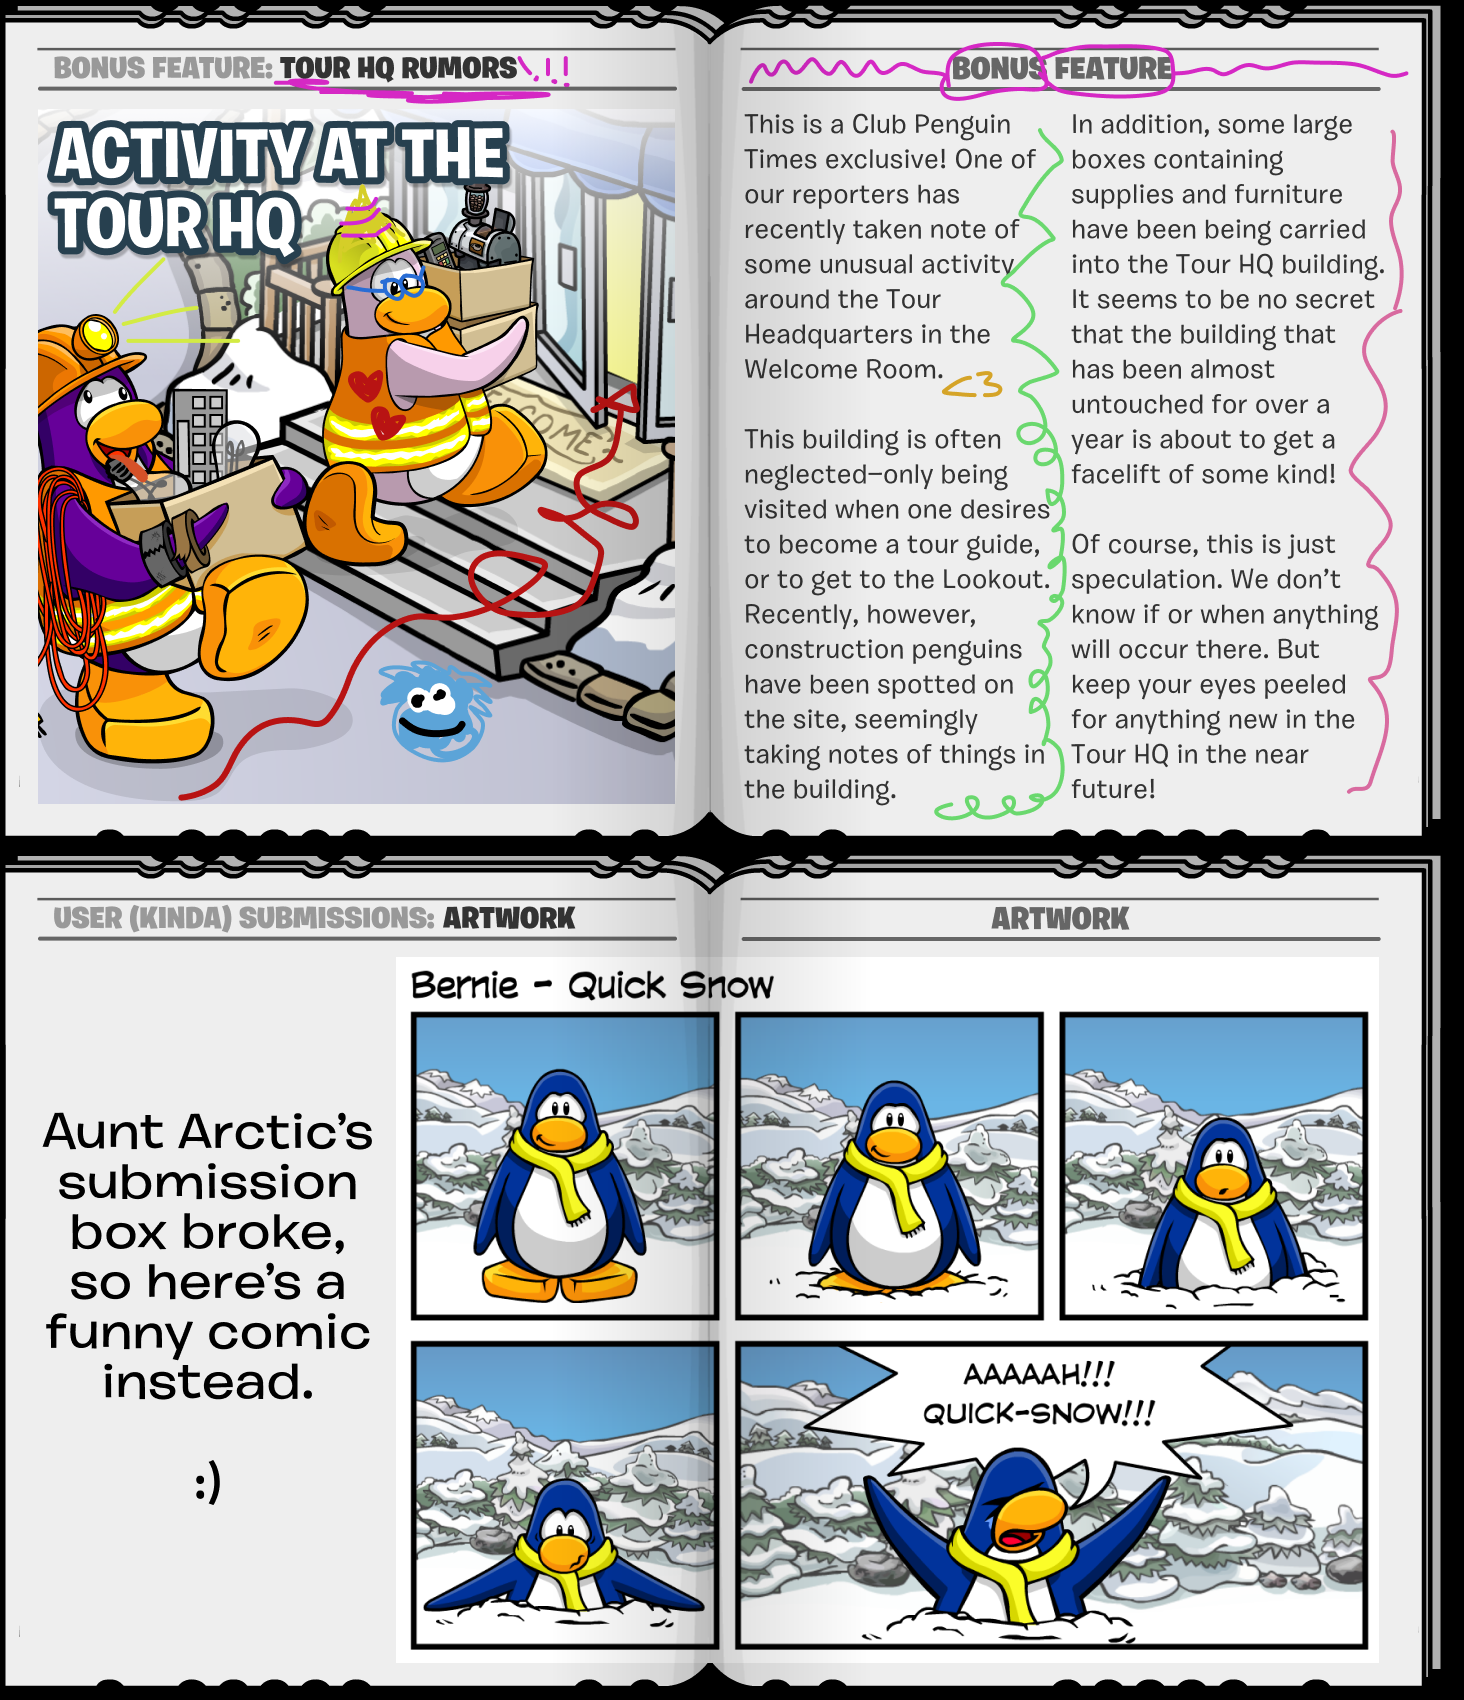 BONUS FEATURE: TOUR HQ RUMORS\.!!
ACTIVITY AT THE
TOUR HQ
WELCOME
BONUS FEATURE
This is a Club Penguin
Times exclusive! One of
our reporters has
recently taken note of
some unusual activity
around the Tour
Headquarters in the
Welcome Room.
<3
This building is often
neglected—only being
visited when one desires
to become a tour guide,
or to get to the Lookout.
Recently, however,
construction penguins
have been spotted on
the site, seemingly
taking notes of things in
the building.
In addition, some large
boxes containing
supplies and furniture
have been being carried
into the Tour HQ building.
It seems to be no secret
that the building that
has been almost
untouched for over a
year is about to get a
facelift of some kind!
Of course, this is just
speculation. We don't
know if or when anything
will occur there. But
keep your eyes peeled
for anything new in the
Tour HQ in the near
future!
USER (KINDA) SUBMISSIONS: ARTWORK
ARTWORK
Aunt Arctic's
submission
box broke,
so here's a
funny comic
instead.
:)
Bernie - Quick Snow
AAAAAH!!!
QUICK-SNOW!!!